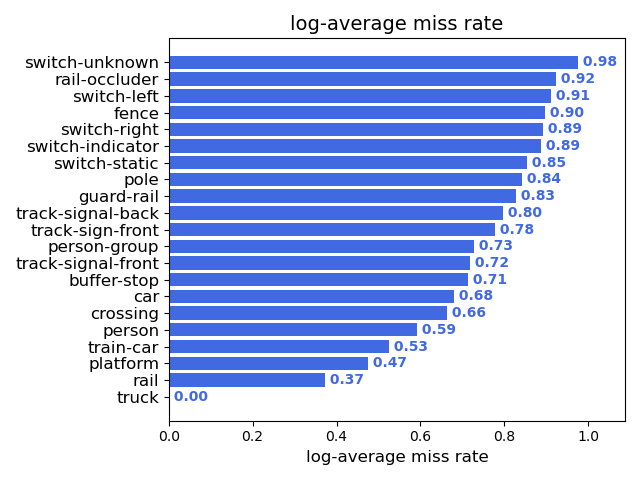 log-average miss rate
switch-unknown 0.98
rail-occluder 0.92
switch-left 0.91
fence 0.90
switch-right 0.89
switch-indicator 0.89
switch-static 0.85
pole 0.84
guard-rail 0.83
track-signal-back 0.80
track-sign-front 0.78
person-group 0.73
track-signal-front 0.72
buffer-stop 0.71
car 0.68
crossing 0.66
person 0.59
train-car 0.53
platform 0.47
rail 0.37
truck 0.00
0.0 0.2 0.4 0.6 0.8 1.0
log-average miss rate